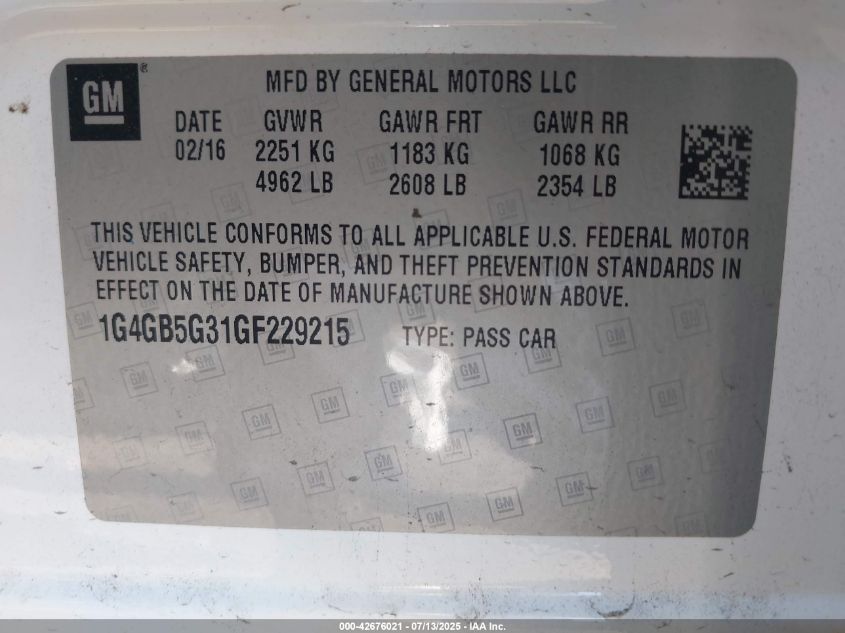 GM
MFD BY GENERAL MOTORS LLC
DATE GVWR GAWR FRT GAWR RR
02/16 2251 KG 1183 KG 1068 KG
4962 LB 2608 LB 2354 LB
THIS VEHICLE CONFORMS TO ALL APPLICABLE U.S. FEDERAL MOTOR
VEHICLE SAFETY, BUMPER, AND THEFT PREVENTION STANDARDS IN
EFFECT ON THE DATE OF MANUFACTURE SHOWN ABOVE.
1G4GB5G31GF229215 TYPE: PASS CAR
000-42676021 - 07/13/2025 - IAA Inc.